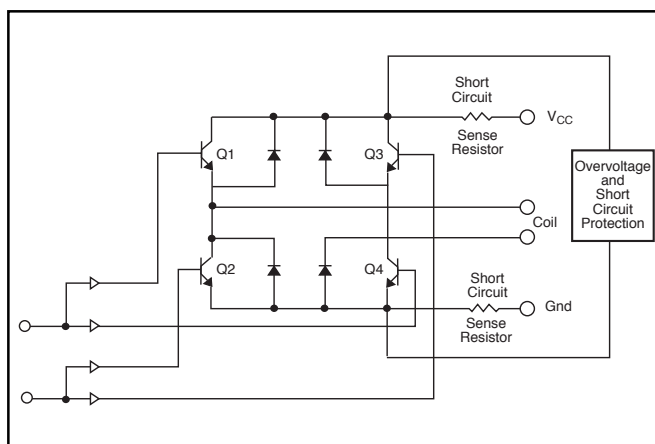 Short
Circuit
V_CC
Sense
Resistor
Q1
Q3
Overvoltage
and
Short
Circuit
Protection
Coil
Q2
Q4
Short
Circuit
Gnd
Sense
Resistor